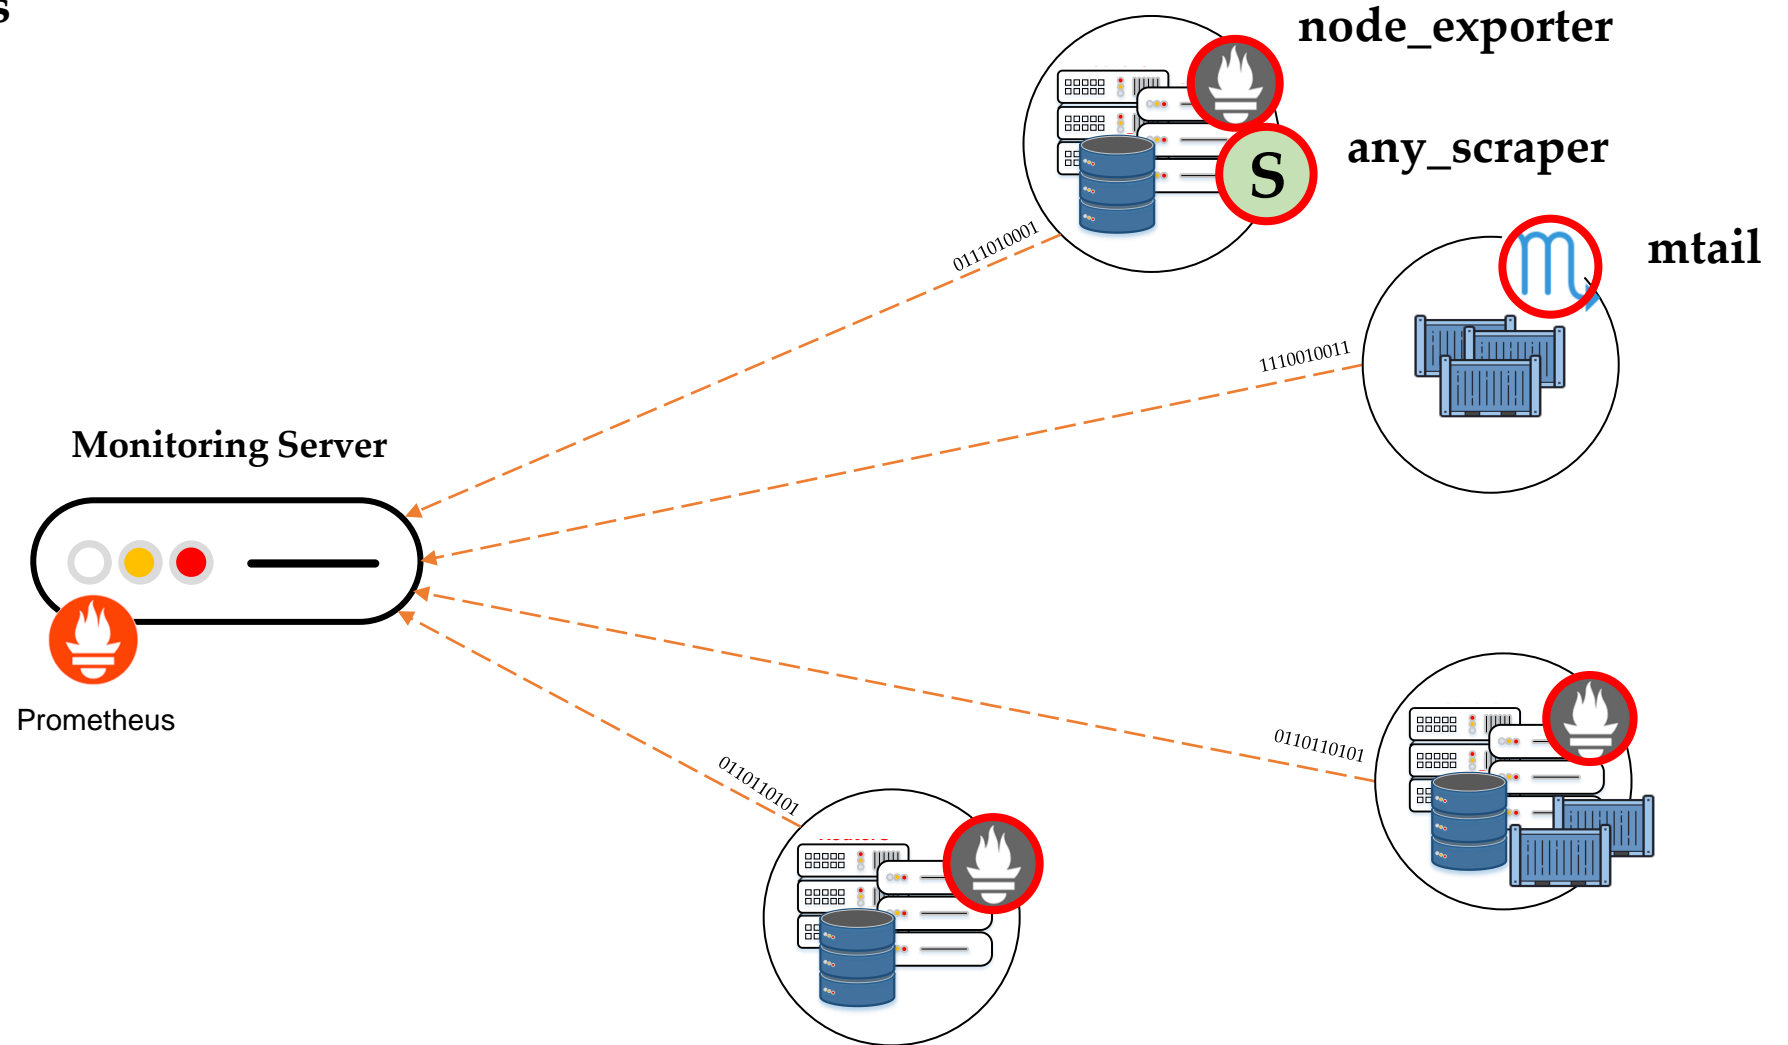 node_exporter
any_scraper
S
mtail
0111010001
1110010011
Monitoring Server
Prometheus
0110110101
0110110101